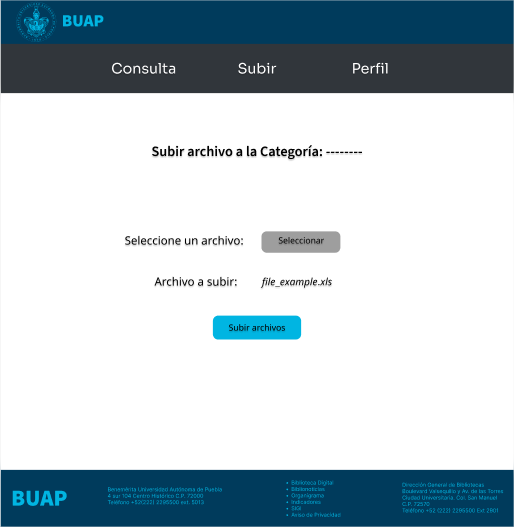 BUAP
Consulta Subir Perfil
Subir archivo a la Categoría: --------
Seleccione un archivo: Seleccionar
Archivo a subir: file_example.xls
Subir archivos
BUAP
Benemérita Universidad Autónoma de Puebla
4 sur 104 Centro Histórico C.P. 72000
Teléfono +52(222) 2295500 ext. 5013
• Biblioteca Digital
• Biblionoticias
• Organigrama
• Indicadores
• SIGI
• Aviso de Privacidad
Dirección General de Bibliotecas
Boulevard Valsequillo y Av. de las Torres
Ciudad Universitaria. Col. San Manuel
C.P. 72570
Teléfono +52 (222) 2295500 Ext 2901